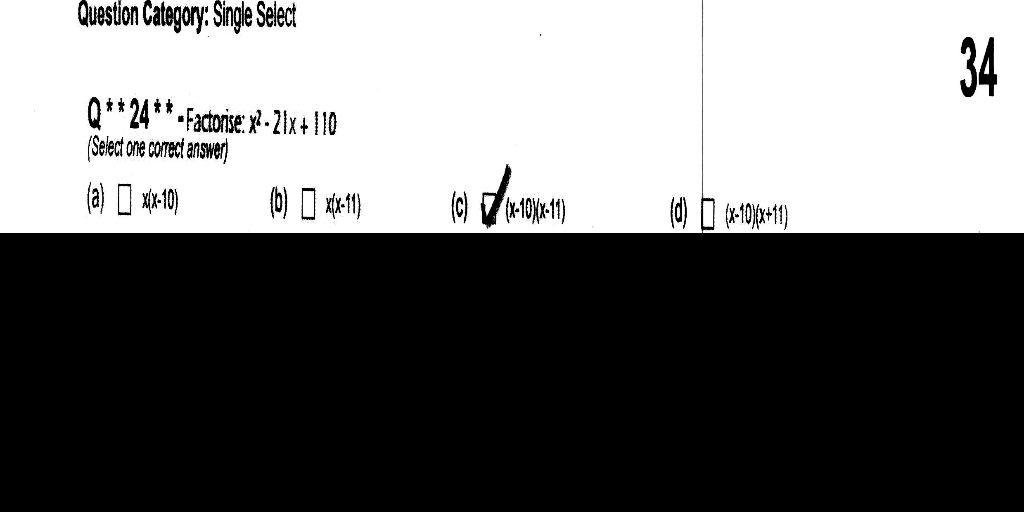 Question Category: Single Select
34
Q**24** - Factorise: x² - 21x + 110
(Select one correct answer)
(a) ☐ x(x-10) (b) ☐ x(x-11) (c) ☑ (x-10)(x-11) (d) ☐ (x-10)(x+11)